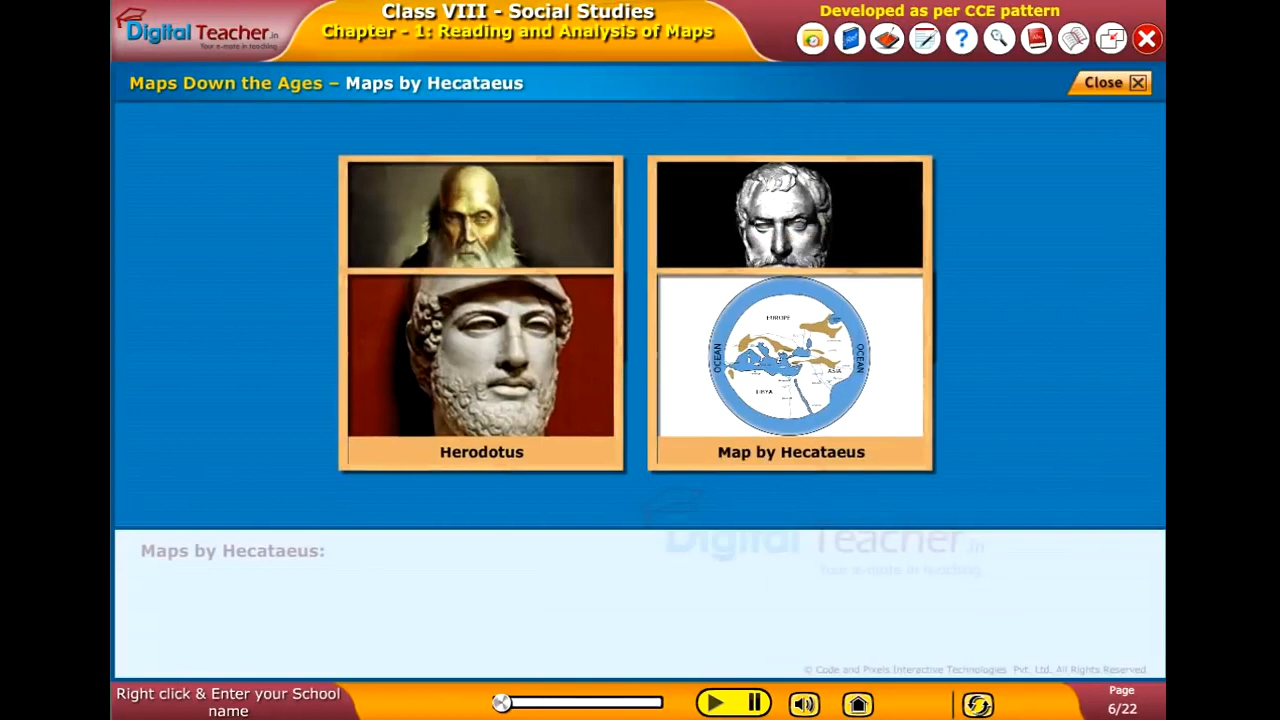 Digital Teacher.in
Your e-mate in teaching
Class VIII - Social Studies
Chapter - 1: Reading and Analysis of Maps
Developed as per CCE pattern
Maps Down the Ages – Maps by Hecataeus
Close
EUROPE
OCEAN
OCEAN
ASIA
LIBYA
Herodotus
Map by Hecataeus
Digital Teacher.in
Your e-mate in teaching
Maps by Hecataeus:
© Code and Pixels Interactive Technologies Pvt. Ltd. All Rights Reserved
Right click & Enter your School
name
Page
6/22